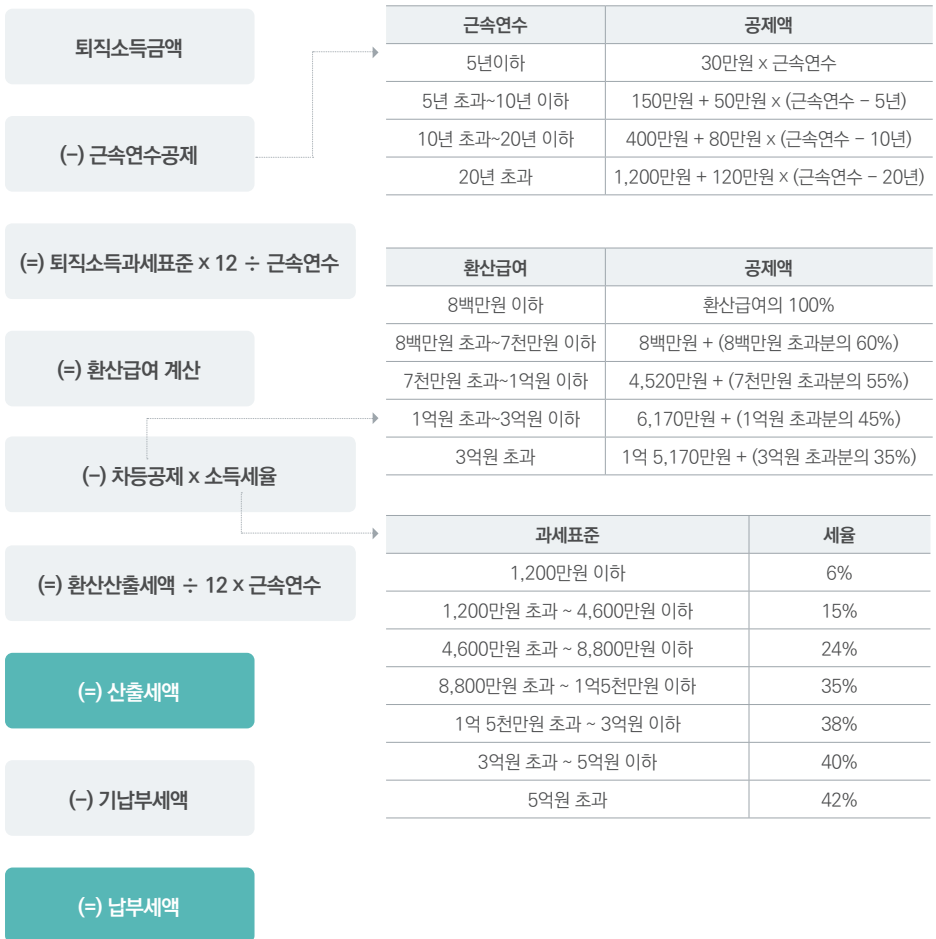 퇴직소득금액
(-) 근속연수공제
(=) 퇴직소득과세표준 x 12 ÷ 근속연수
(=) 환산급여 계산
(-) 차등공제 x 소득세율
(=) 환산산출세액 ÷ 12 x 근속연수
(=) 산출세액
(-) 기납부세액
(=) 납부세액
근속연수 공제액
5년이하 30만원 x 근속연수
5년 초과~10년 이하 150만원 + 50만원 x (근속연수 - 5년)
10년 초과~20년 이하 400만원 + 80만원 x (근속연수 - 10년)
20년 초과 1,200만원 + 120만원 x (근속연수 - 20년)
환산급여 공제액
8백만원 이하 환산급여의 100%
8백만원 초과~7천만원 이하 8백만원 + (8백만원 초과분의 60%)
7천만원 초과~1억원 이하 4,520만원 + (7천만원 초과분의 55%)
1억원 초과~3억원 이하 6,170만원 + (1억원 초과분의 45%)
3억원 초과 1억 5,170만원 + (3억원 초과분의 35%)
과세표준 세율
1,200만원 이하 6%
1,200만원 초과 ~ 4,600만원 이하 15%
4,600만원 초과 ~ 8,800만원 이하 24%
8,800만원 초과 ~ 1억5천만원 이하 35%
1억 5천만원 초과 ~ 3억원 이하 38%
3억원 초과 ~ 5억원 이하 40%
5억원 초과 42%